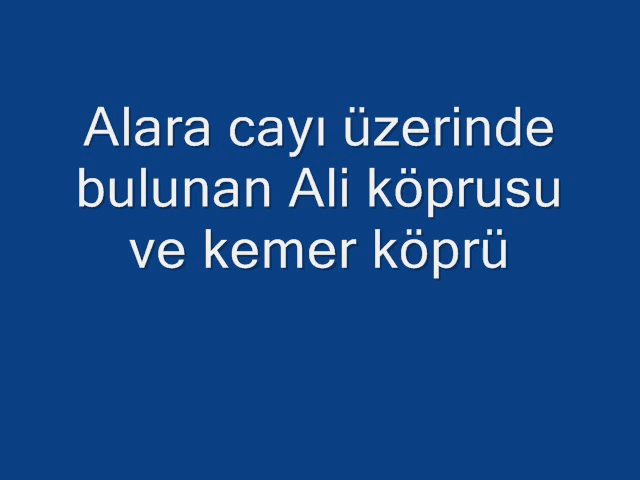 Alara cayı üzerinde
bulunan Ali köprusu
ve kemer köprü